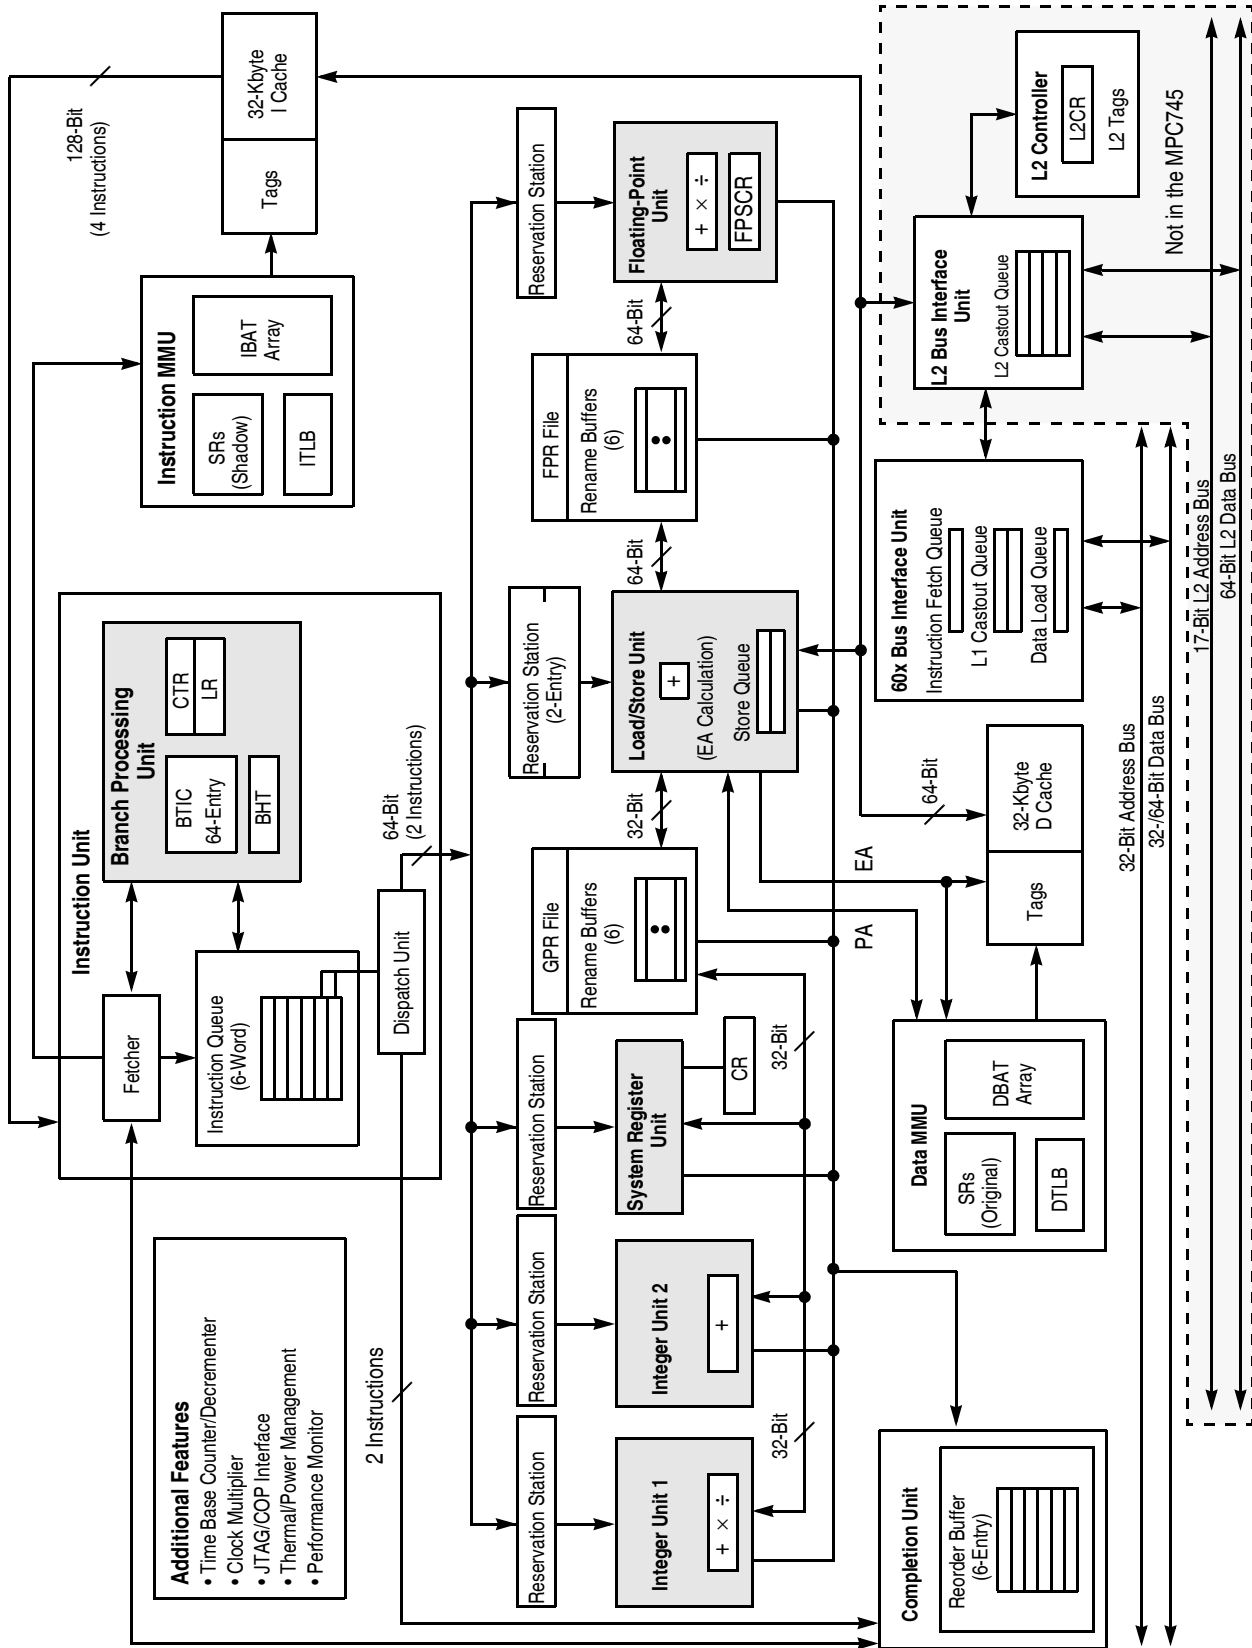 Additional Features
• Time Base Counter/Decrementer
• Clock Multiplier
• JTAG/COP Interface
• Thermal/Power Management
• Performance Monitor
Instruction Unit
Fetcher
Branch Processing
Unit
BTIC
64-Entry
CTR
LR
BHT
Instruction Queue
(6-Word)
Dispatch Unit
2 Instructions
64-Bit
(2 Instructions)
Instruction MMU
SRs
(Shadow)
ITLB
IBAT
Array
128-Bit
(4 Instructions)
Tags
32-Kbyte
I Cache
Reservation Station
Reservation Station
Reservation Station
Reservation Station
(2-Entry)
Reservation Station
GPR File
Rename Buffers
(6)
FPR File
Rename Buffers
(6)
Integer Unit 1
+ × ÷
Integer Unit 2
+
System Register
Unit
CR
32-Bit
32-Bit
32-Bit
Load/Store Unit
+
(EA Calculation)
Store Queue
64-Bit
64-Bit
Floating-Point
Unit
+ × ÷
FPSCR
PA
EA
64-Bit
Completion Unit
Reorder Buffer
(6-Entry)
Data MMU
SRs
(Original)
DTLB
DBAT
Array
Tags
32-Kbyte
D Cache
60x Bus Interface Unit
Instruction Fetch Queue
L1 Castout Queue
Data Load Queue
L2 Bus Interface
Unit
L2 Castout Queue
L2 Controller
L2CR
L2 Tags
Not in the MPC745
32-Bit Address Bus
32-/64-Bit Data Bus
17-Bit L2 Address Bus
64-Bit L2 Data Bus